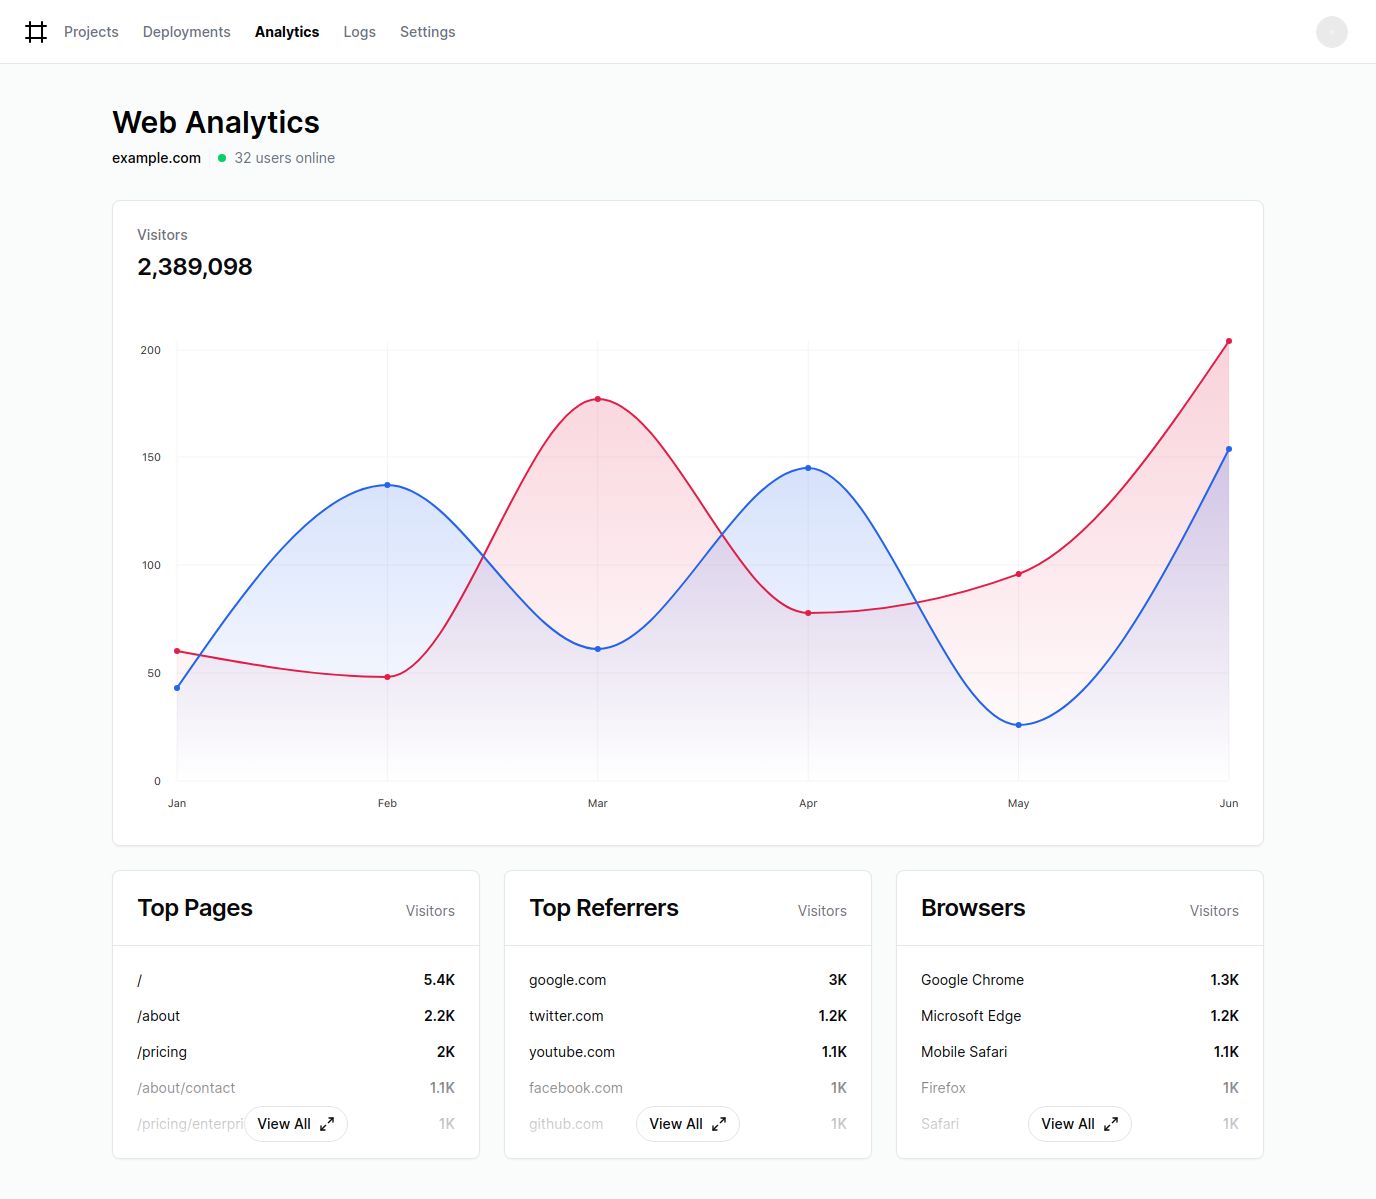 Projects Deployments Analytics Logs Settings
Web Analytics
example.com 32 users online
Visitors
2,389,098
200
150
100
50
0
Jan Feb Mar Apr May Jun
Top Pages Visitors
/ 5.4K
/about 2.2K
/pricing 2K
/about/contact 1.1K
/pricing/enterpri 1K
View All
Top Referrers Visitors
google.com 3K
twitter.com 1.2K
youtube.com 1.1K
facebook.com 1K
github.com 1K
View All
Browsers Visitors
Google Chrome 1.3K
Microsoft Edge 1.2K
Mobile Safari 1.1K
Firefox 1K
Safari 1K
View All